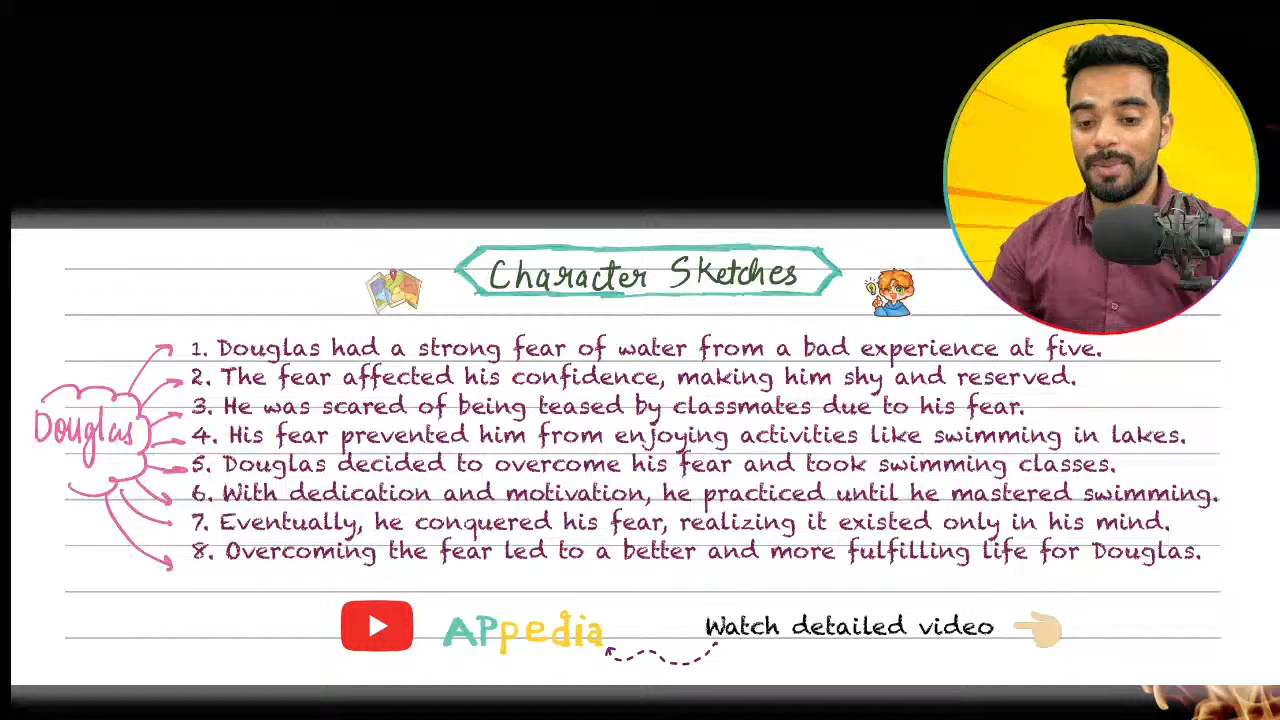 Character Sketches
Douglas
1. Douglas had a strong fear of water from a bad experience at five.
2. The fear affected his confidence, making him shy and reserved.
3. He was scared of being teased by classmates due to his fear.
4. His fear prevented him from enjoying activities like swimming in lakes.
5. Douglas decided to overcome his fear and took swimming classes.
6. With dedication and motivation, he practiced until he mastered swimming.
7. Eventually, he conquered his fear, realizing it existed only in his mind.
8. Overcoming the fear led to a better and more fulfilling life for Douglas.
APpedia Watch detailed video